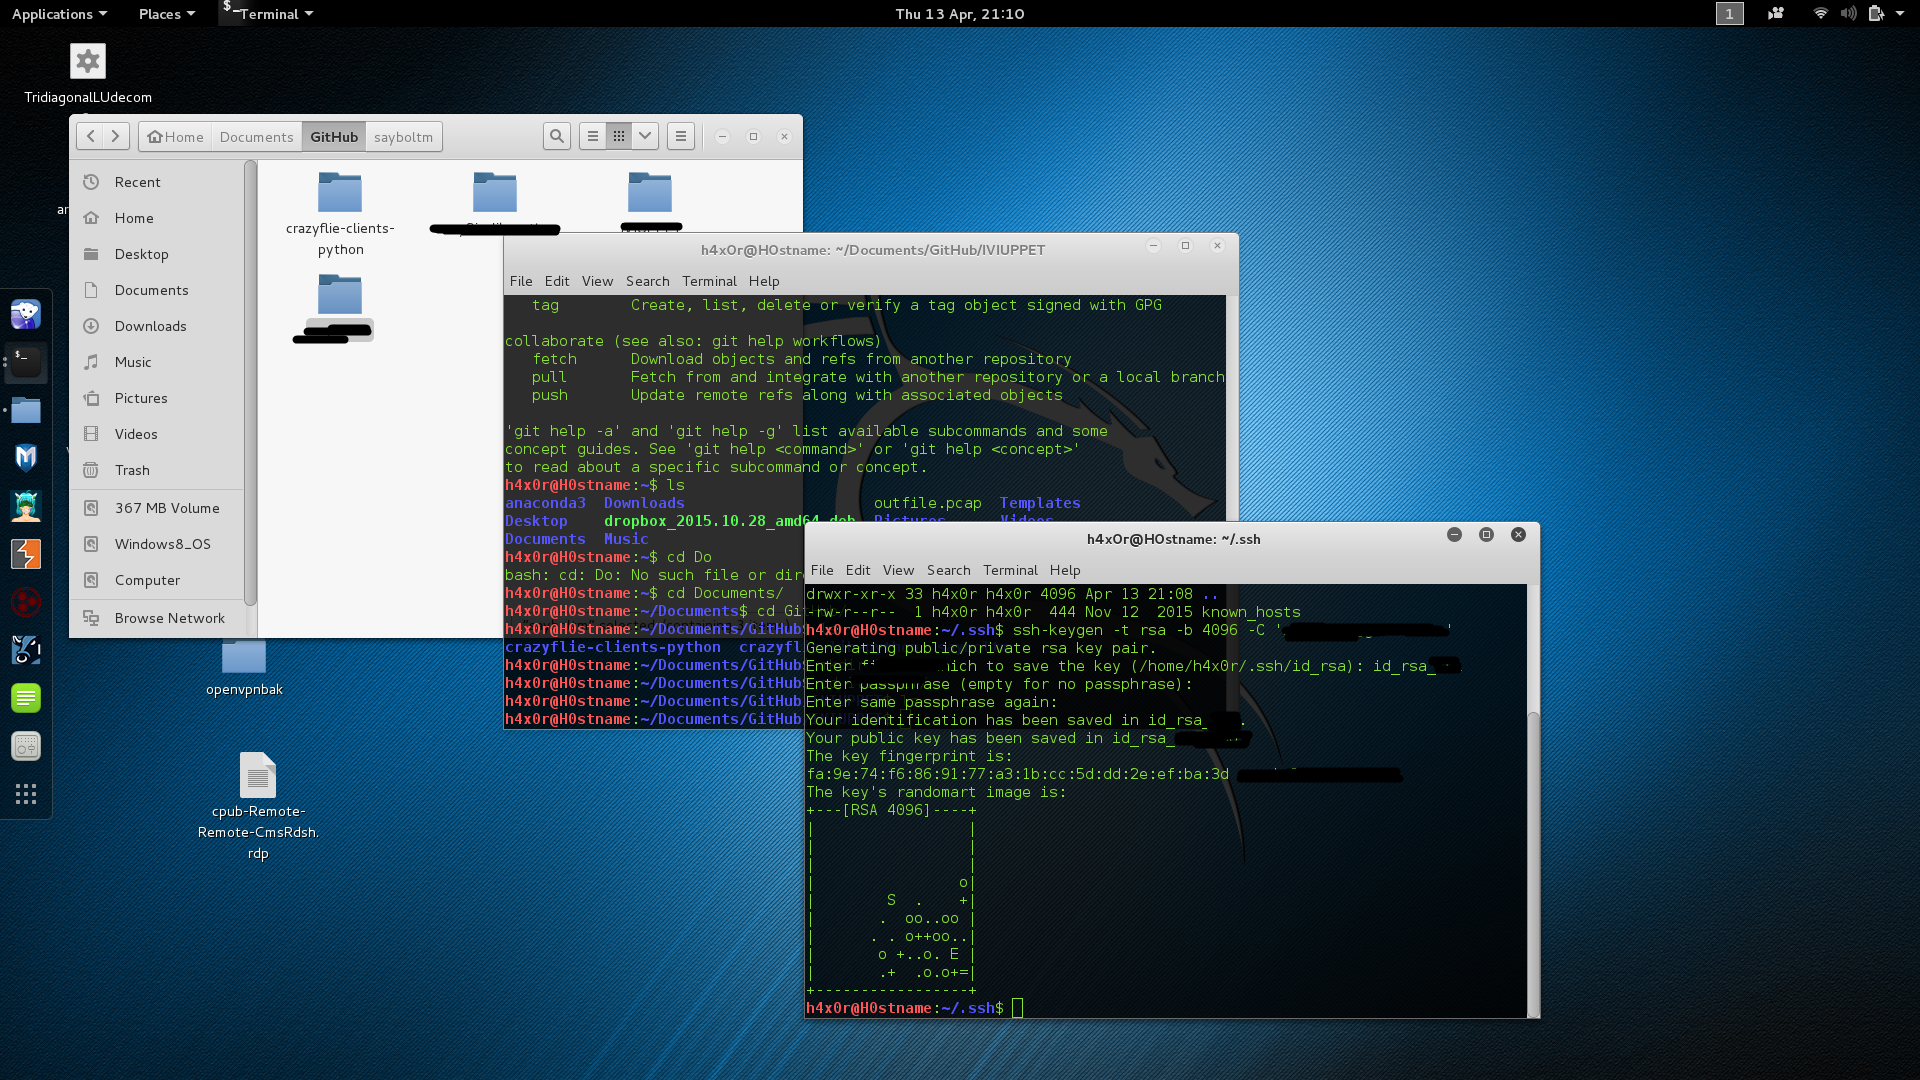 Applications
Places
Terminal
Thu 13 Apr, 21:10
1
TridiagonalLUdecom
Home
Documents
GitHub
sayboltm
Recent
Home
Desktop
Documents
Downloads
Music
Pictures
Videos
Trash
367 MB Volume
Windows8_OS
Computer
Browse Network
crazyflie-clients-
python
openvpnbak
cpub-Remote-
Remote-CmsRdsh.
rdp
h4x0r@H0stname: ~/Documents/GitHub/IVIUPPET
File Edit View Search Terminal Help
tag Create, list, delete or verify a tag object signed with GPG
collaborate (see also: git help workflows)
fetch Download objects and refs from another repository
pull Fetch from and integrate with another repository or a local branch
push Update remote refs along with associated objects
'git help -a' and 'git help -g' list available subcommands and some
concept guides. See 'git help <command>' or 'git help <concept>'
to read about a specific subcommand or concept.
h4x0r@H0stname:~$ ls
anaconda3 Downloads outfile.pcap Templates
Desktop dropbox_2015.10.28_amd64.deb Pictures Videos
Documents Music
h4x0r@H0stname:~$ cd Do
bash: cd: Do: No such file or dir
h4x0r@H0stname:~$ cd Documents/
h4x0r@H0stname:~/Documents$ cd Git
h4x0r@H0stname:~/Documents/GitHub$
crazyflie-clients-python crazyfl
h4x0r@H0stname:~/Documents/GitHub$
h4x0r@H0stname:~/Documents/GitHub$
h4x0r@H0stname:~/Documents/GitHub
h4x0r@H0stname:~/Documents/GitHub
h4x0r@H0stname: ~/.ssh
File Edit View Search Terminal Help
drwxr-xr-x 33 h4x0r h4x0r 4096 Apr 13 21:08 ..
-rw-r--r-- 1 h4x0r h4x0r 444 Nov 12 2015 known_hosts
h4x0r@H0stname:~/.ssh$ ssh-keygen -t rsa -b 4096 -C ' '
Generating public/private rsa key pair.
Enter which to save the key (/home/h4x0r/.ssh/id_rsa): id_rsa_
Enter passphrase (empty for no passphrase):
Enter same passphrase again:
Your identification has been saved in id_rsa_ .
Your public key has been saved in id_rsa_
The key fingerprint is:
fa:9e:74:f6:86:91:77:a3:1b:cc:5d:dd:2e:ef:ba:3d
The key's randomart image is:
+---[RSA 4096]----+
|                 |
|                 |
|                 |
|                o|
|        S  .    +|
|       .  oo..oo |
|      . . o++oo..|
|       o +..o. E |
|       .+  .o.o+=|
+-----------------+
h4x0r@H0stname:~/.ssh$